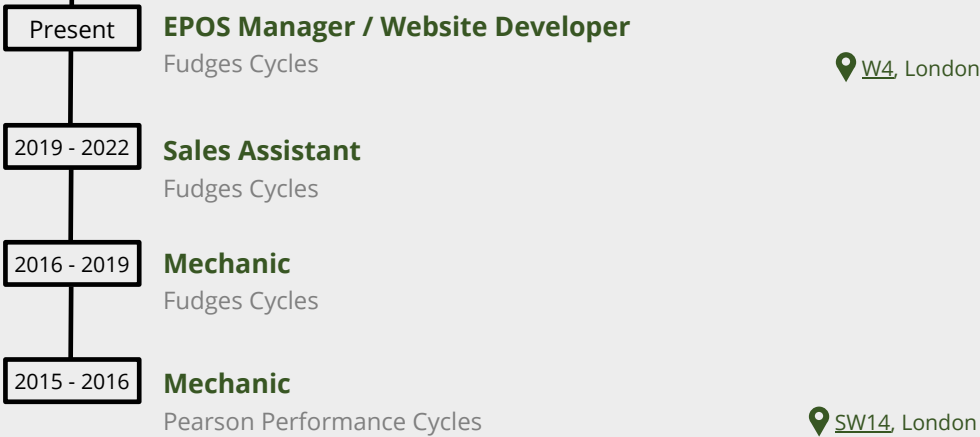 Present
EPOS Manager / Website Developer
Fudges Cycles
W4, London
2019 - 2022
Sales Assistant
Fudges Cycles
2016 - 2019
Mechanic
Fudges Cycles
2015 - 2016
Mechanic
Pearson Performance Cycles
SW14, London